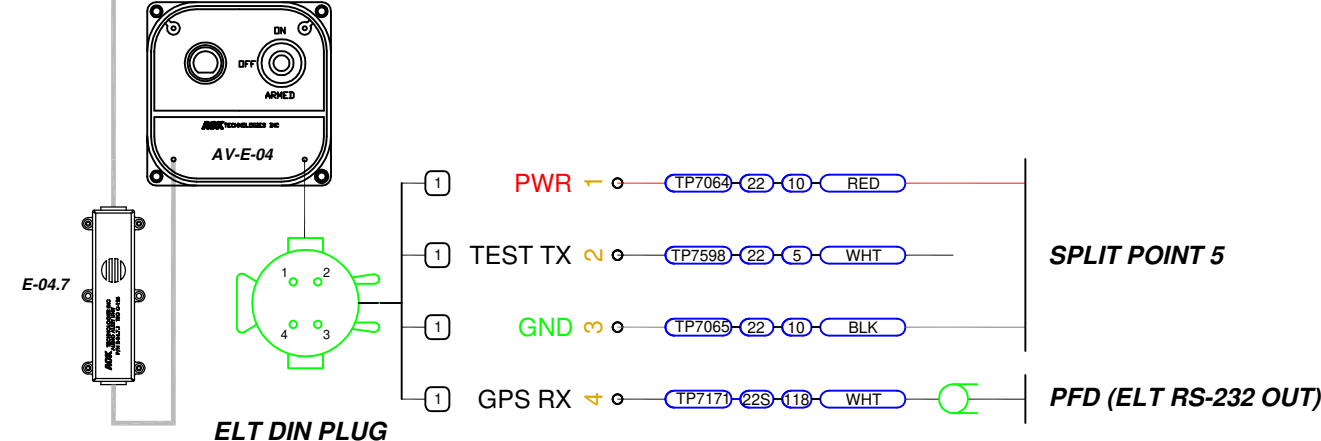 ON
OFF
ARMED
TECHNOLOGIES INC
AV-E-04
1 PWR 1 TP7064 22 10 RED
1 TEST TX 2 TP7598 22 5 WHT
SPLIT POINT 5
1 2
4 3
E-04.7
1 GND 3 TP7065 22 10 BLK
1 GPS RX 4 TP7171 22S 118 WHT
PFD (ELT RS-232 OUT)
ELT DIN PLUG